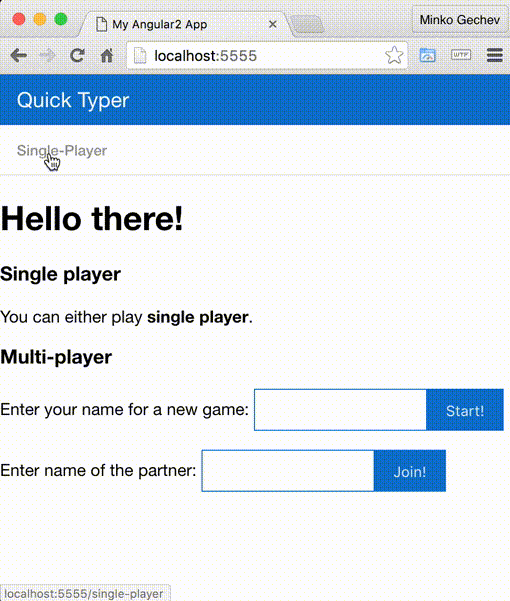 My Angular2 App
Minko Gechev
localhost:5555
WTF
Quick Typer
Single-Player
Hello there!
Single player
You can either play single player.
Multi-player
Enter your name for a new game:
Start!
Enter name of the partner:
Join!
localhost:5555/single-player